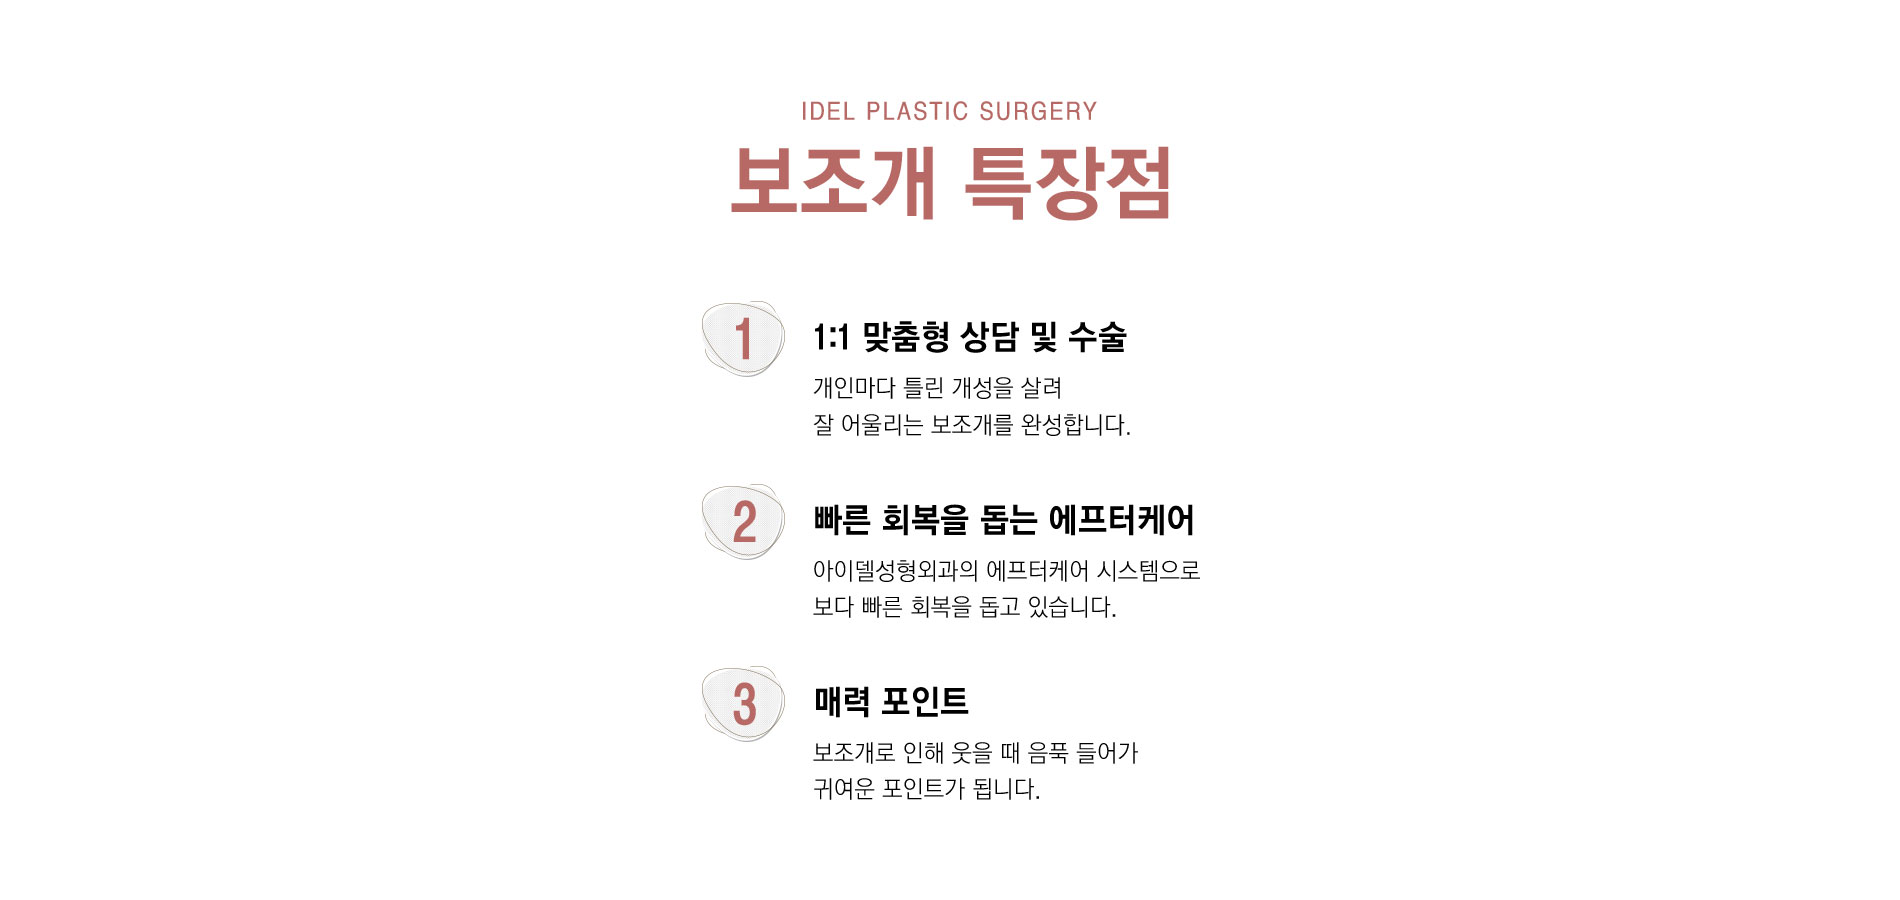 IDEL PLASTIC SURGERY
보조개 특장점
1
1:1 맞춤형 상담 및 수술
개인마다 틀린 개성을 살려
잘 어울리는 보조개를 완성합니다.
2
빠른 회복을 돕는 에프터케어
아이델성형외과의 에프터케어 시스템으로
보다 빠른 회복을 돕고 있습니다.
3
매력 포인트
보조개로 인해 웃을 때 음푹 들어가
귀여운 포인트가 됩니다.